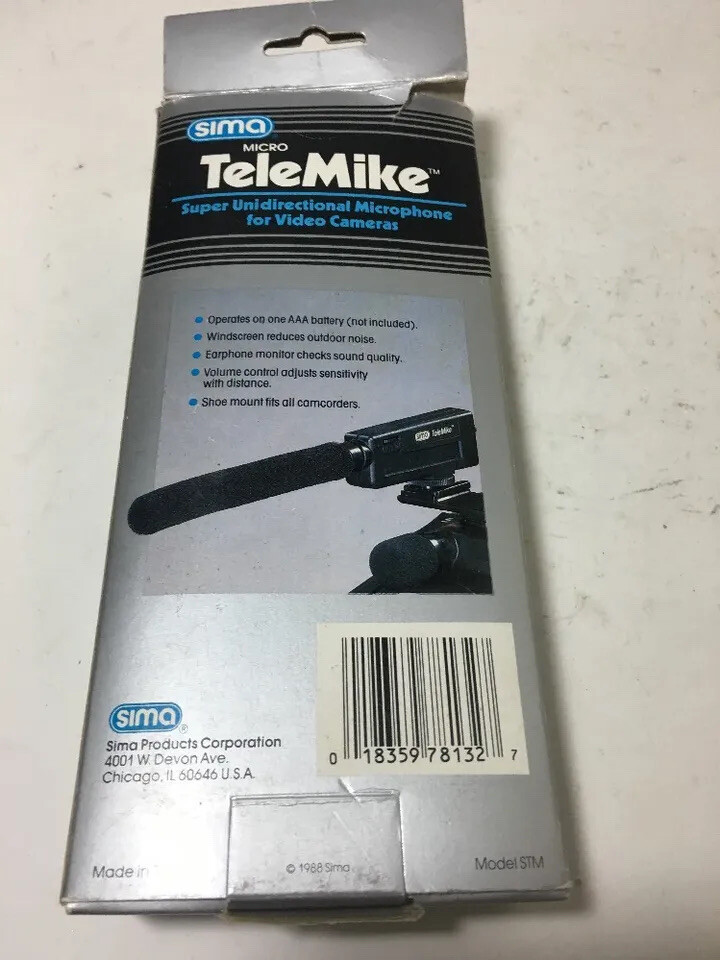 sima
MICRO
TeleMike™
Super Unidirectional Microphone
for Video Cameras
• Operates on one AAA battery (not included).
• Windscreen reduces outdoor noise.
• Earphone monitor checks sound quality.
• Volume control adjusts sensitivity
with distance.
• Shoe mount fits all camcorders.
sima TeleMike™
0 18359 78132 7
sima®
Sima Products Corporation
4001 W. Devon Ave.
Chicago, IL 60646 U.S.A.
Made in
© 1988 Sima
Model STM